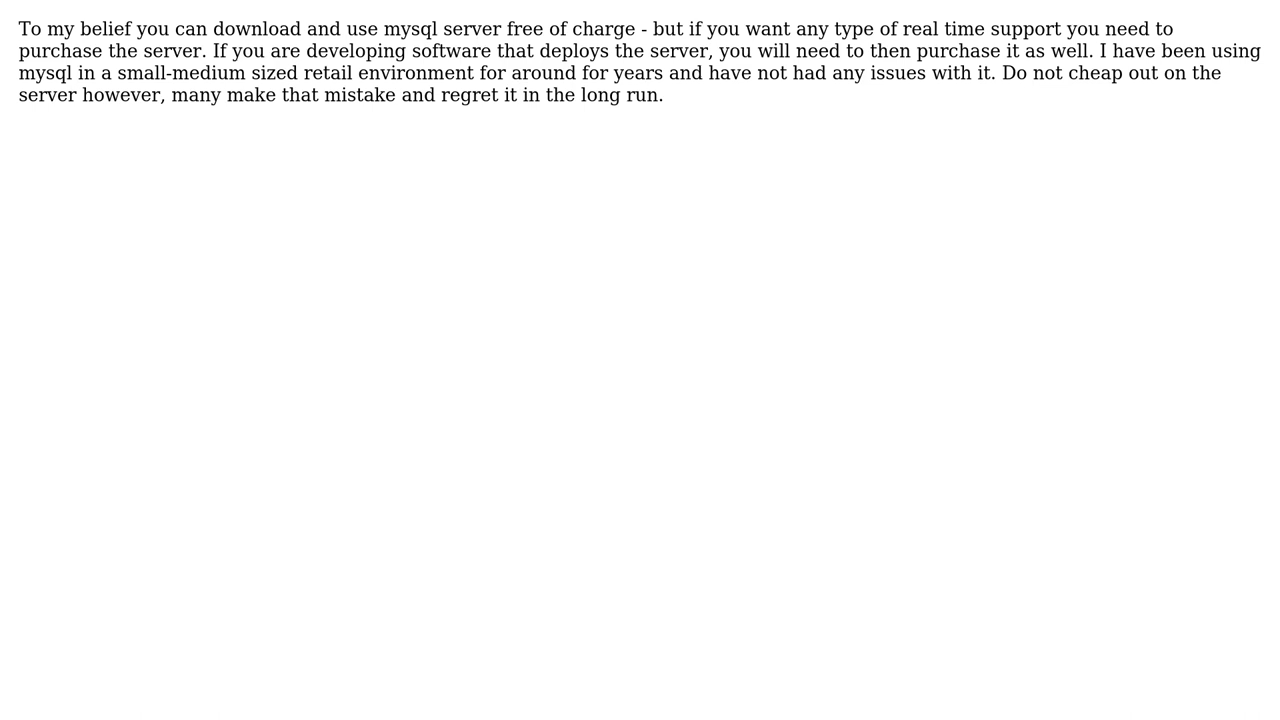 To my belief you can download and use mysql server free of charge - but if you want any type of real time support you need to
purchase the server. If you are developing software that deploys the server, you will need to then purchase it as well. I have been using
mysql in a small-medium sized retail environment for around for years and have not had any issues with it. Do not cheap out on the
server however, many make that mistake and regret it in the long run.